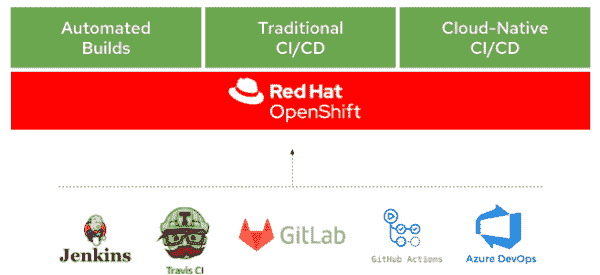 Automated
Builds
Traditional
CI/CD
Cloud-Native
CI/CD
Red Hat
OpenShift
Jenkins
T
Travis CI
GitLab
GitHub Actions
Azure DevOps